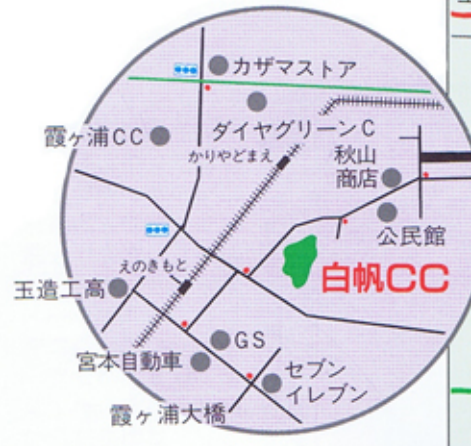 カザマストア
霞ヶ浦CC
ダイヤグリーンC
かりやどまえ
秋山
商店
公民館
えのきもと
白帆CC
玉造工高
GS
宮本自動車
セブン
イレブン
霞ヶ浦大橋